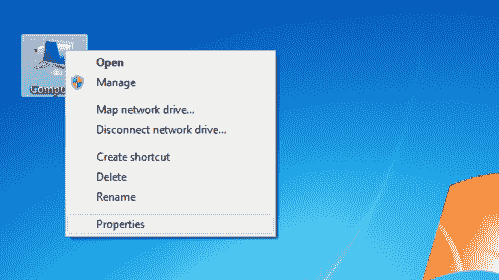 Open
Manage
Map network drive...
Disconnect network drive...
Create shortcut
Delete
Rename
Properties